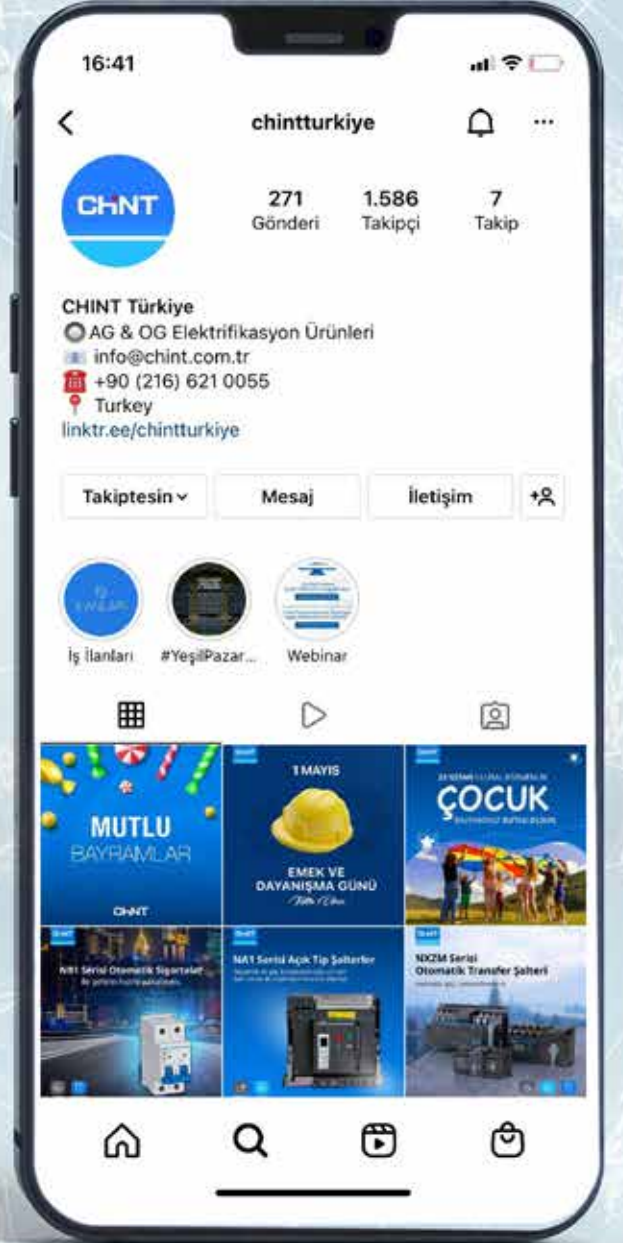 16:41
chintturkiye
CHINT
271
Gönderi
1.586
Takipçi
7
Takip
CHINT Türkiye
AG & OG Elektrifikasyon Ürünleri
info@chint.com.tr
+90 (216) 621 0055
Turkey
linktr.ee/chintturkiye
Takiptesin
Mesaj
İletişim
İş İlanları
#YeşilPazar...
Webinar
MUTLU
BAYRAMLAR
CHINT
1 MAYIS
EMEK VE
DAYANIŞMA GÜNÜ
ÇOCUK
NB1 Serisi Otomatik Sigortalar
NA1 Serisi Açık Tip Şalterler
NXZM Serisi
Otomatik Transfer Şalteri